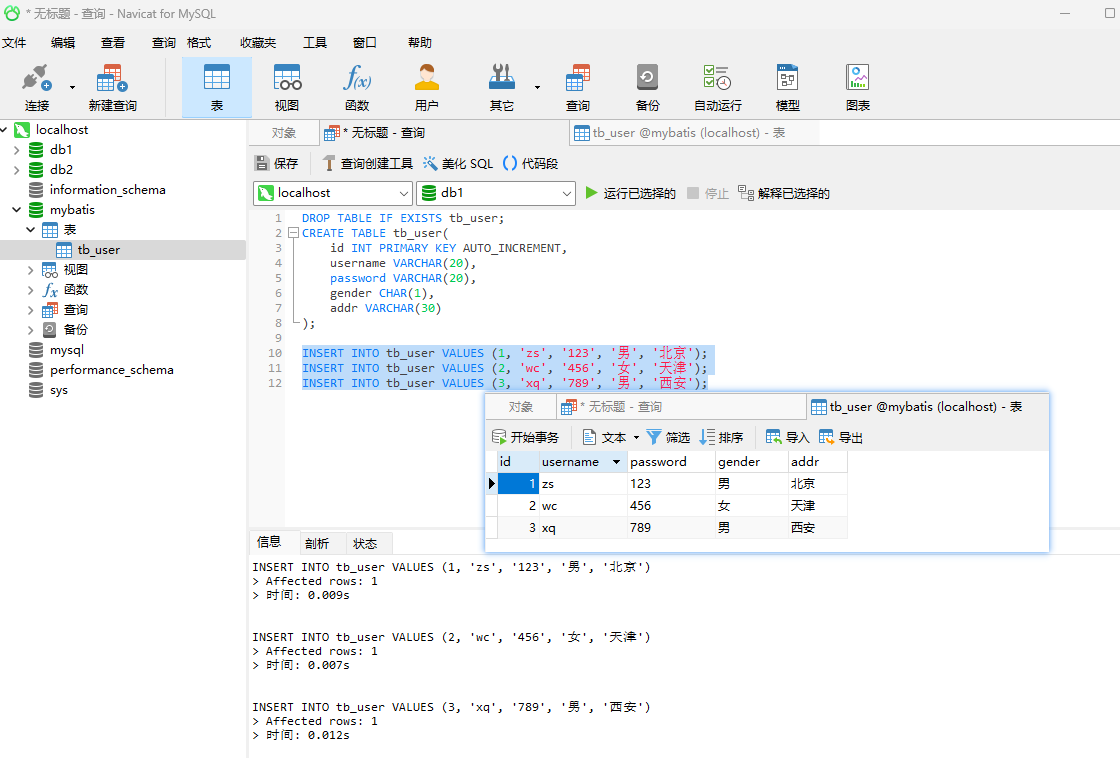 * 无标题 - 查询 - Navicat for MySQL
文件 编辑 查看 查询 格式 收藏夹 工具 窗口 帮助
连接 新建查询 表 视图 函数 用户 其它 查询 备份 自动运行 模型 图表
localhost
db1
db2
information_schema
mybatis
表
tb_user
视图
函数
查询
备份
mysql
performance_schema
sys
对象 * 无标题 - 查询 tb_user @mybatis (localhost) - 表
保存 查询创建工具 美化 SQL () 代码段
localhost db1 运行已选择的 停止 解释已选择的
1 DROP TABLE IF EXISTS tb_user;
2 CREATE TABLE tb_user(
3 id INT PRIMARY KEY AUTO_INCREMENT,
4 username VARCHAR(20),
5 password VARCHAR(20),
6 gender CHAR(1),
7 addr VARCHAR(30)
8 );
9
10 INSERT INTO tb_user VALUES (1, 'zs', '123', '男', '北京');
11 INSERT INTO tb_user VALUES (2, 'wc', '456', '女', '天津');
12 INSERT INTO tb_user VALUES (3, 'xq', '789', '男', '西安');
对象 * 无标题 - 查询 tb_user @mybatis (localhost) - 表
开始事务 文本 筛选 排序 导入 导出
id username password gender addr
1 zs 123 男 北京
2 wc 456 女 天津
3 xq 789 男 西安
信息 剖析 状态
INSERT INTO tb_user VALUES (1, 'zs', '123', '男', '北京')
> Affected rows: 1
> 时间: 0.009s
INSERT INTO tb_user VALUES (2, 'wc', '456', '女', '天津')
> Affected rows: 1
> 时间: 0.007s
INSERT INTO tb_user VALUES (3, 'xq', '789', '男', '西安')
> Affected rows: 1
> 时间: 0.012s